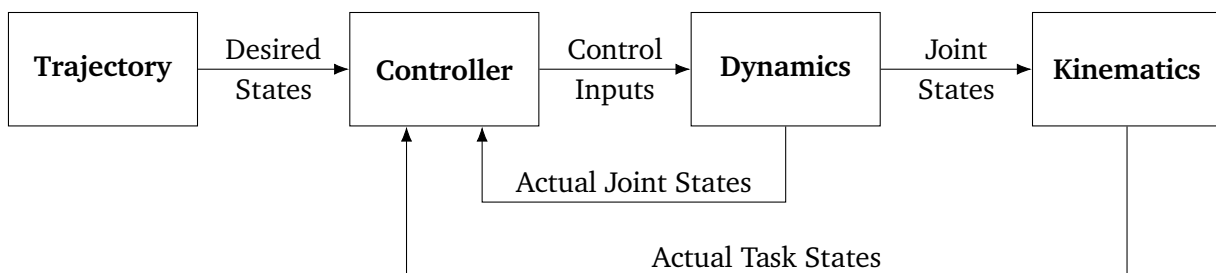 Trajectory
Desired
States
Controller
Control
Inputs
Dynamics
Joint
States
Kinematics
Actual Joint States
Actual Task States